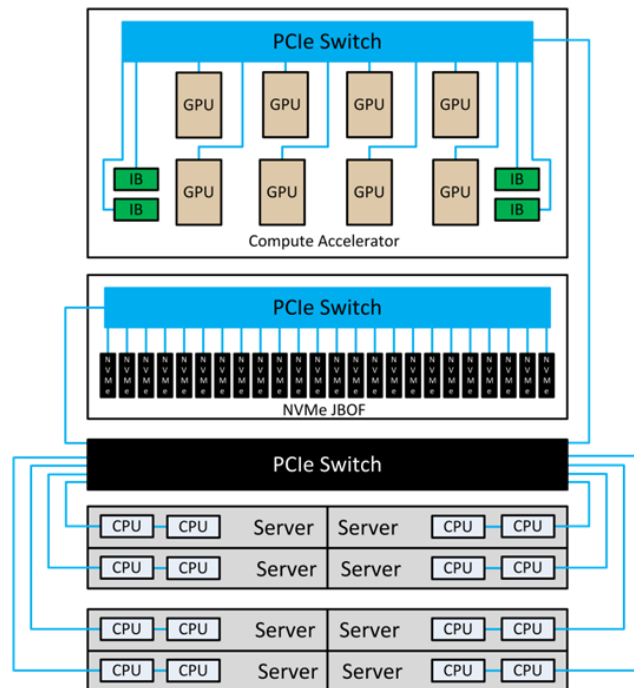 PCIe Switch
GPU GPU GPU GPU
GPU GPU GPU GPU
IB IB
IB IB
Compute Accelerator
PCIe Switch
NVMe NVMe NVMe NVMe NVMe NVMe NVMe NVMe NVMe NVMe NVMe NVMe NVMe NVMe NVMe NVMe NVMe NVMe NVMe NVMe NVMe NVMe NVMe NVMe
NVMe JBOF
PCIe Switch
CPU CPU Server Server CPU CPU
CPU CPU Server Server CPU CPU
CPU CPU Server Server CPU CPU
CPU CPU Server Server CPU CPU